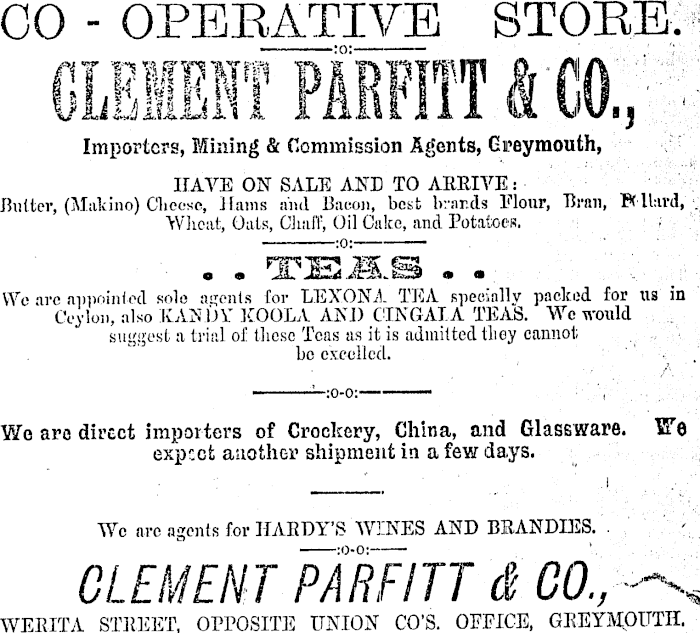 CO - OPERATIVE STORE.
:o:
CLEMENT PARFITT & CO.,
Importers, Mining & Commission Agents, Greymouth,
HAVE ON SALE AND TO ARRIVE:
Butter, (Makino) Cheese, Hams and Bacon, best brands Flour, Bran, Pollard,
Wheat, Oats, Chaff, Oil Cake, and Potatoes.
:o:
. . TEAS . .
We are appointed sole agents for LEXONA TEA specially packed for us in
Ceylon, also KANDY KOOLA AND CINGALA TEAS. We would
suggest a trial of these Teas as it is admitted they cannot
be excelled.
:o-o:
We are direct importers of Crockery, China, and Glassware. We
expect another shipment in a few days.
We are agents for HARDY'S WINES AND BRANDIES.
:o-o:
CLEMENT PARFITT & CO.,
WERITA STREET, OPPOSITE UNION CO'S. OFFICE, GREYMOUTH.